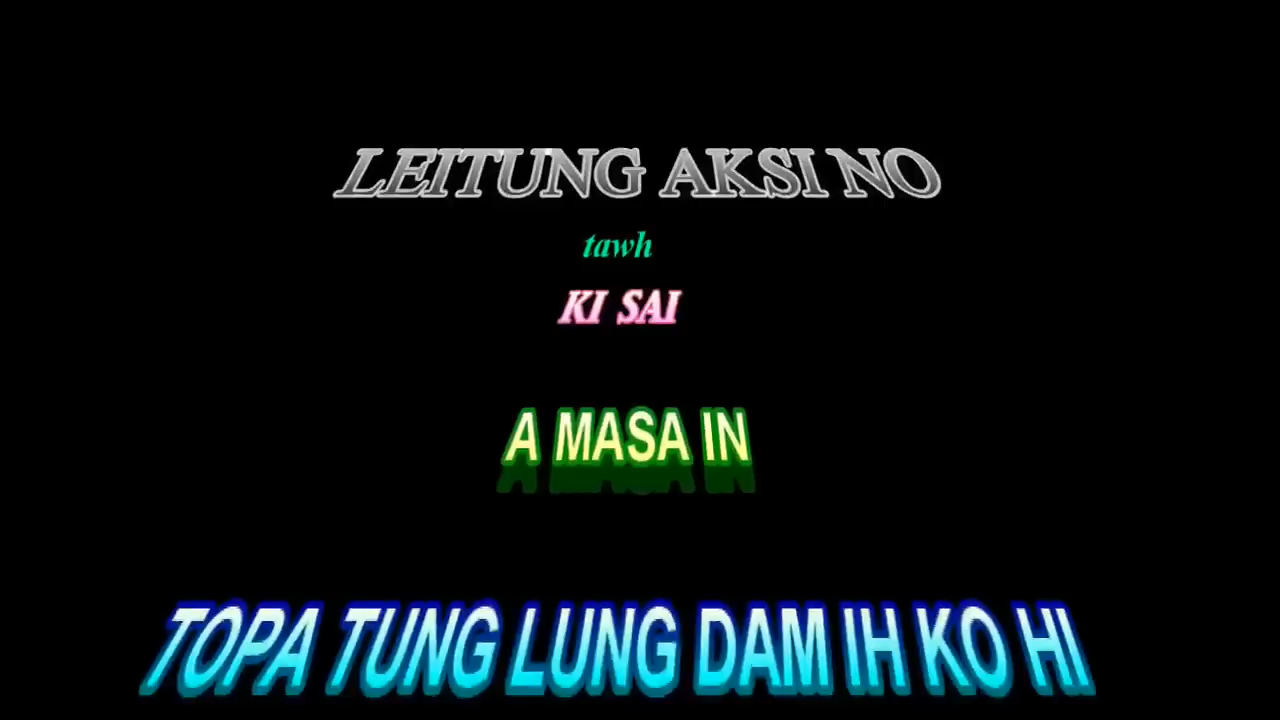 LEITUNG AKSI NO
tawh
KI SAI
A MASA IN
TOPA TUNG LUNG DAM IH KO HI